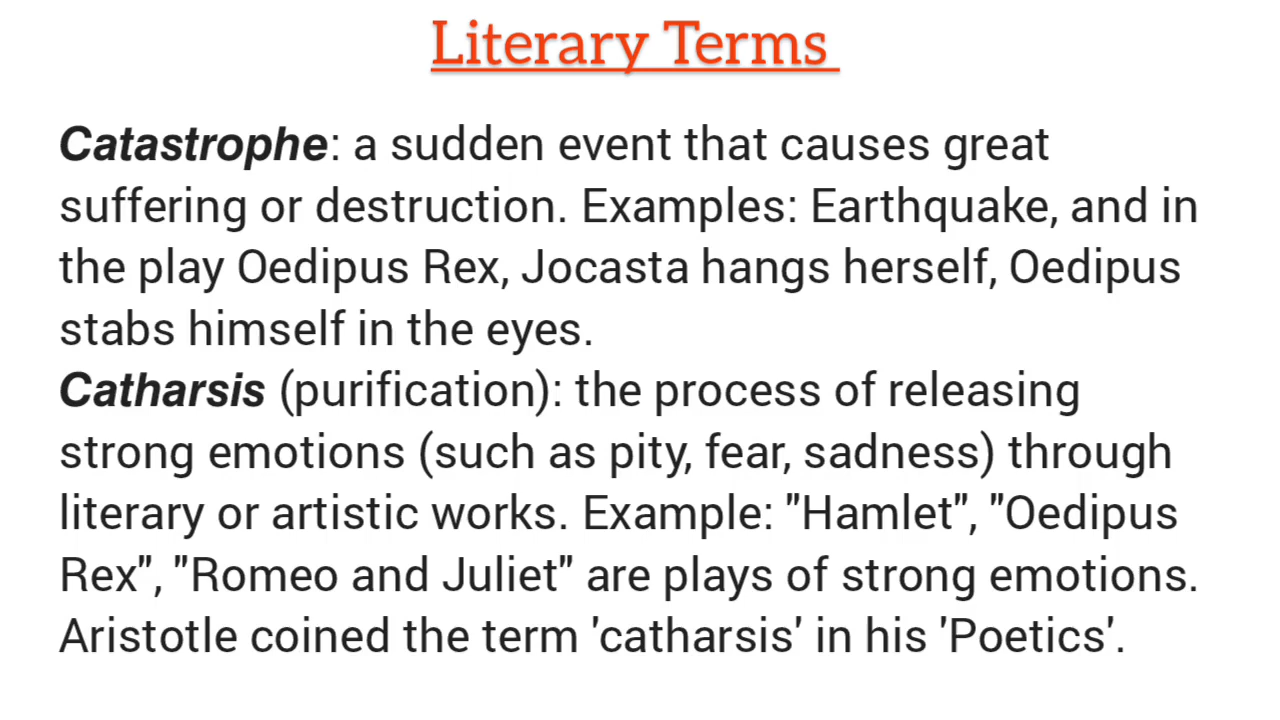 Literary Terms
Catastrophe: a sudden event that causes great
suffering or destruction. Examples: Earthquake, and in
the play Oedipus Rex, Jocasta hangs herself, Oedipus
stabs himself in the eyes.
Catharsis (purification): the process of releasing
strong emotions (such as pity, fear, sadness) through
literary or artistic works. Example: "Hamlet", "Oedipus
Rex", "Romeo and Juliet" are plays of strong emotions.
Aristotle coined the term 'catharsis' in his 'Poetics'.